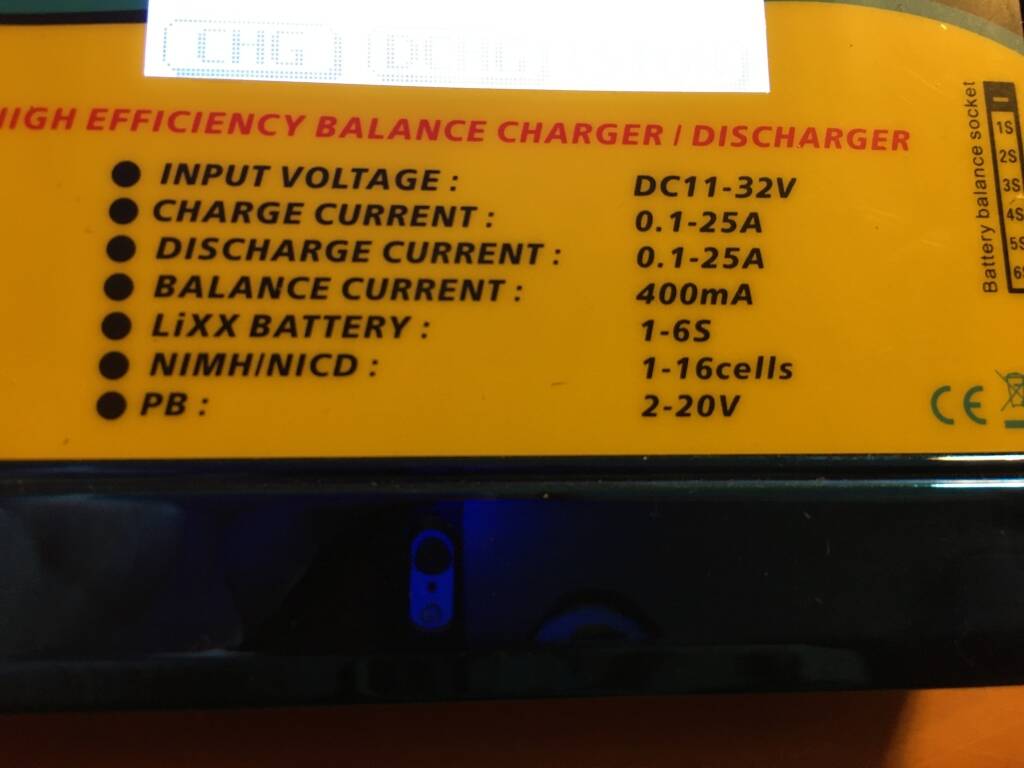 CHG DCHG
HIGH EFFICIENCY BALANCE CHARGER / DISCHARGER
● INPUT VOLTAGE : DC11-32V
● CHARGE CURRENT : 0.1-25A
● DISCHARGE CURRENT : 0.1-25A
● BALANCE CURRENT : 400mA
● LiXX BATTERY : 1-6S
● NIMH/NICD : 1-16cells
● PB : 2-20V
Battery balance socket
1S
2S
3S
4S
5S
CE